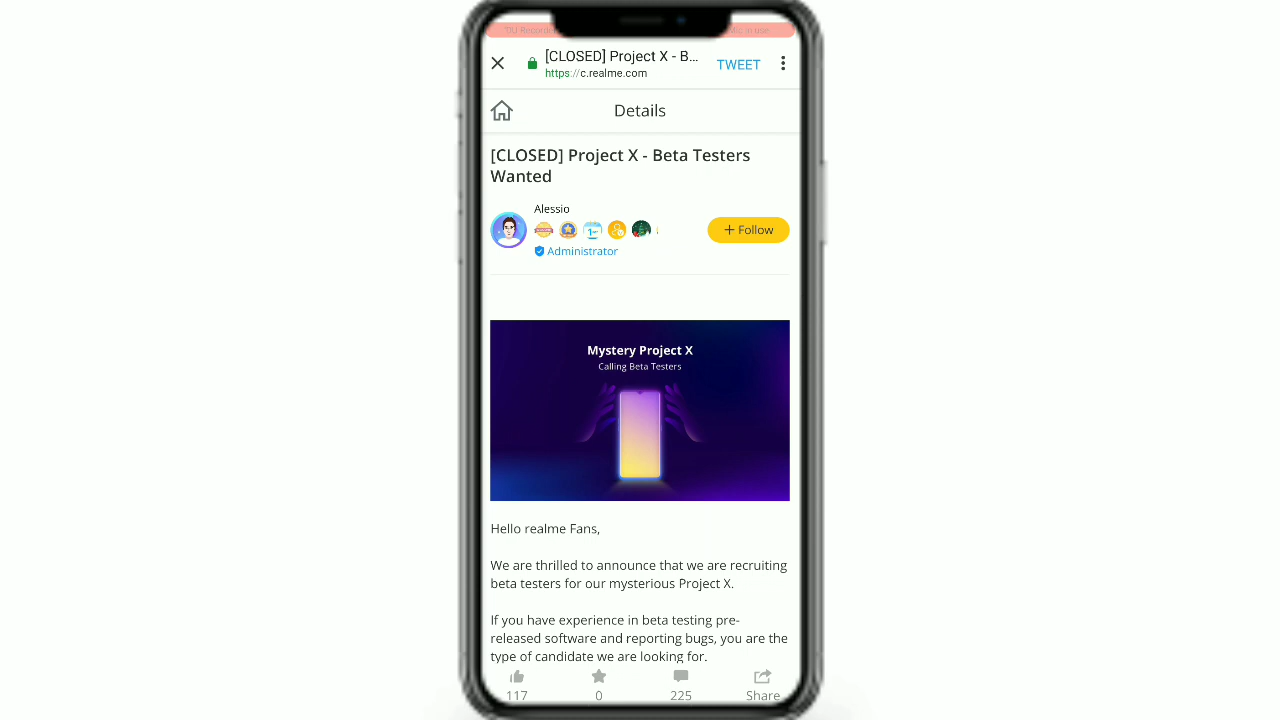 [CLOSED] Project X - B...
https://c.realme.com
TWEET
Details
[CLOSED] Project X - Beta Testers
Wanted
Alessio
+ Follow
Administrator
Mystery Project X
Calling Beta Testers
Hello realme Fans,
We are thrilled to announce that we are recruiting
beta testers for our mysterious Project X.
If you have experience in beta testing pre-
released software and reporting bugs, you are the
type of candidate we are looking for.
117
0
225
Share